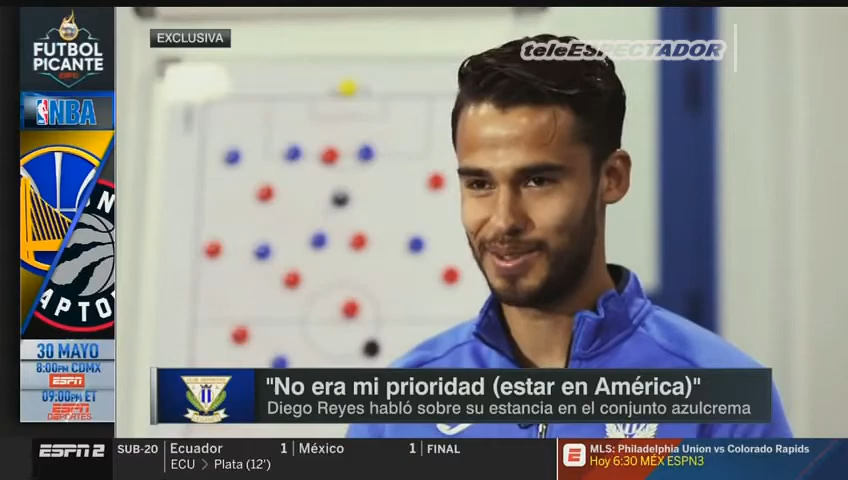 FUTBOL
PICANTE
ESPN
NBA
N
APTO
30 MAYO
8:00PM CDMX
ESPN
09:00PM ET
ESPN
DEPORTES
EXCLUSIVA
teleESPECTADOR
"No era mi prioridad (estar en América)"
Diego Reyes habló sobre su estancia en el conjunto azulcrema
ESPN 2
SUB-20
Ecuador 1 México 1 FINAL
ECU > Plata (12')
MLS: Philadelphia Union vs Colorado Rapids
Hoy 6:30 MÉX ESPN3